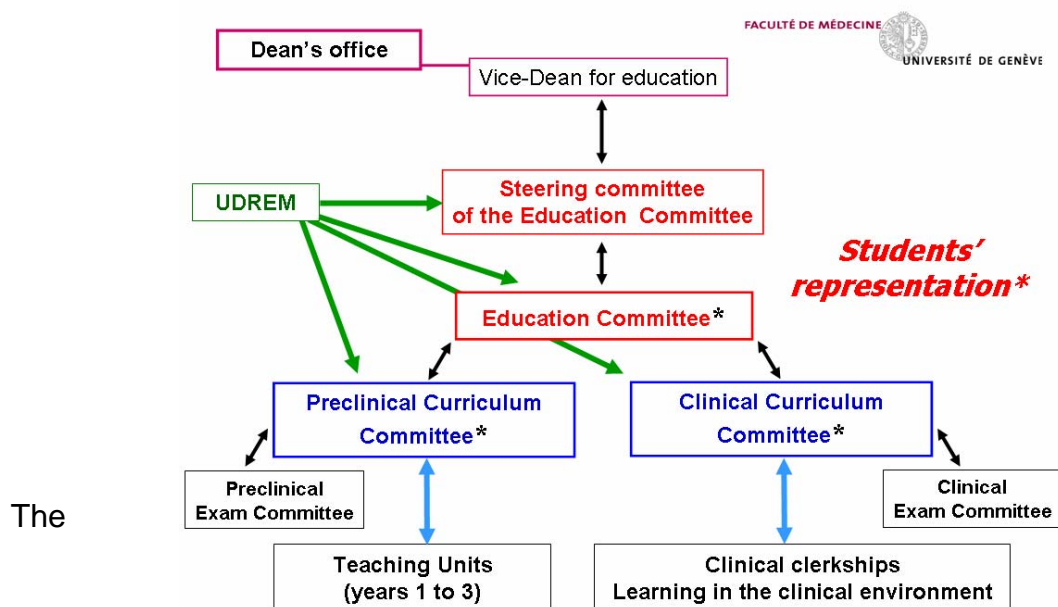 FACULTÉ DE MÉDECINE
UNIVERSITÉ DE GENÈVE
Dean's office
Vice-Dean for education
UDREM
Steering committee
of the Education Committee
Students'
representation*
Education Committee*
Preclinical Curriculum
Committee*
Clinical Curriculum
Committee*
Preclinical
Exam Committee
Clinical
Exam Committee
The
Teaching Units
(years 1 to 3)
Clinical clerkships
Learning in the clinical environment